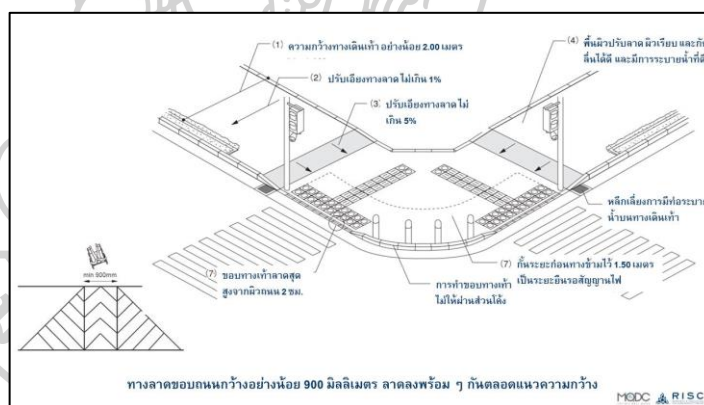 (1) ความกว้างทางเดินเท้า อย่างน้อย 2.00 เมตร
(2) ปรับเอียงทางลาด ไม่เกิน 1%
(3) ปรับเอียงทางลาด ไม่
เกิน 5%
(4) พื้นผิวปรับลาด ผิวเรียบ และกัน
ลื่นได้ดี และมีการระบายน้ำที่ดี
หลีกเลี่ยงการมีท่อระบาย
น้ำบนทางเดินเท้า
min 900mm
(7) ขอบทางเท้าลาดสุด
สูงจากผิวถนน 2 ซม.
การทำขอบทางเท้า
ไม่ให้ผ่านส่วนโค้ง
(7) กั้นระยะก่อนทางข้ามไว้ 1.50 เมตร
เป็นระยะยืนรอสัญญาณไฟ
ทางลาดขอบถนนกว้างอย่างน้อย 900 มิลลิเมตร ลาดลงพร้อม ๆ กันตลอดแนวความกว้าง
MQDC RISC